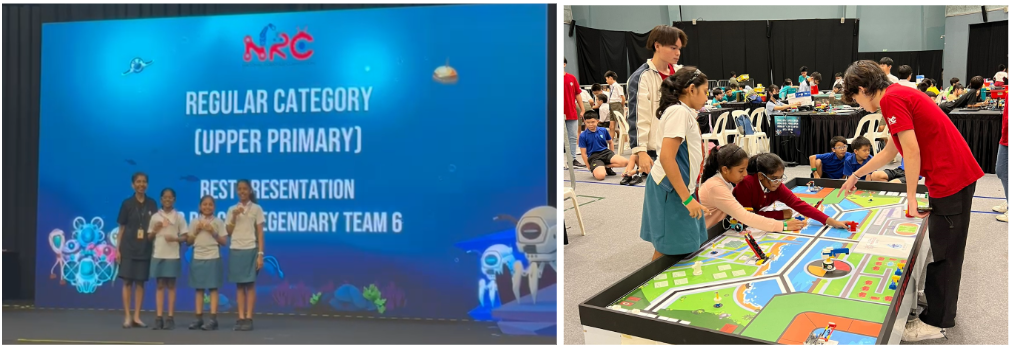 NRC
REGULAR CATEGORY
(UPPER PRIMARY)
BEST PRESENTATION
LEGENDARY TEAM 6